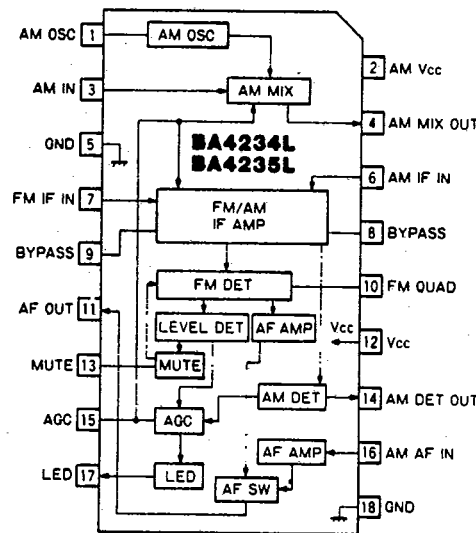 AM OSC 1 AM OSC
2 AM Vcc
AM IN 3 AM MIX
4 AM MIX OUT
GND 5
BA4234L
BA4235L
6 AM IF IN
FM IF IN 7
FM/AM
IF AMP
8 BYPASS
BYPASS 9
FM DET 10 FM QUAD
AF OUT 11
LEVEL DET AF AMP
Vcc 12 Vcc
MUTE 13 MUTE
AM DET 14 AM DET OUT
AGC 15 AGC
AF AMP 16 AM AF IN
LED 17 LED
AF SW
18 GND